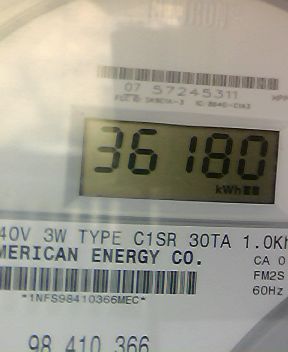 07 57245311
36180
kWh
40V 3W TYPE C1SR 30TA 1.0Kh
MERICAN ENERGY CO.
CA 0
FM2S
60Hz
*1NFS98410366MEC*
98 410 366